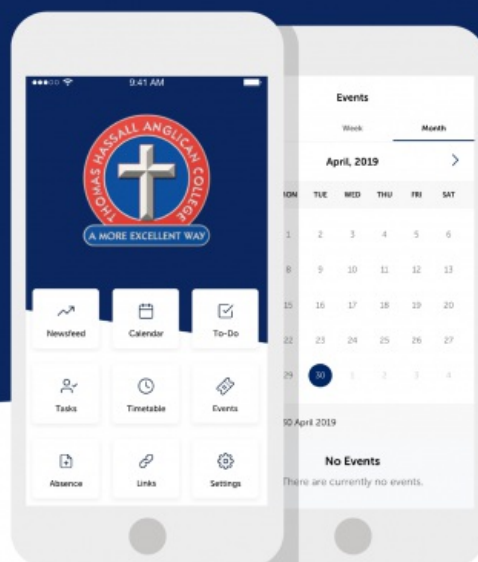 9:41 AM
THOMAS HASSALL ANGLICAN COLLEGE
A MORE EXCELLENT WAY
Newsfeed Calendar To-Do
Tasks Timetable Events
Absence Links Settings
Events
Week Month
April, 2019
MON TUE WED THU FRI SAT
1 2 3 4 5 6
8 9 10 11 12 13
15 16 17 18 19 20
22 23 24 25 26 27
29 30 1 2 3 4
30 April 2019
No Events
There are currently no events.